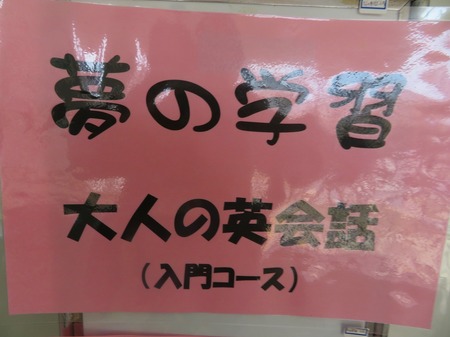 夢の学習
大人の英会話
（入門コース）